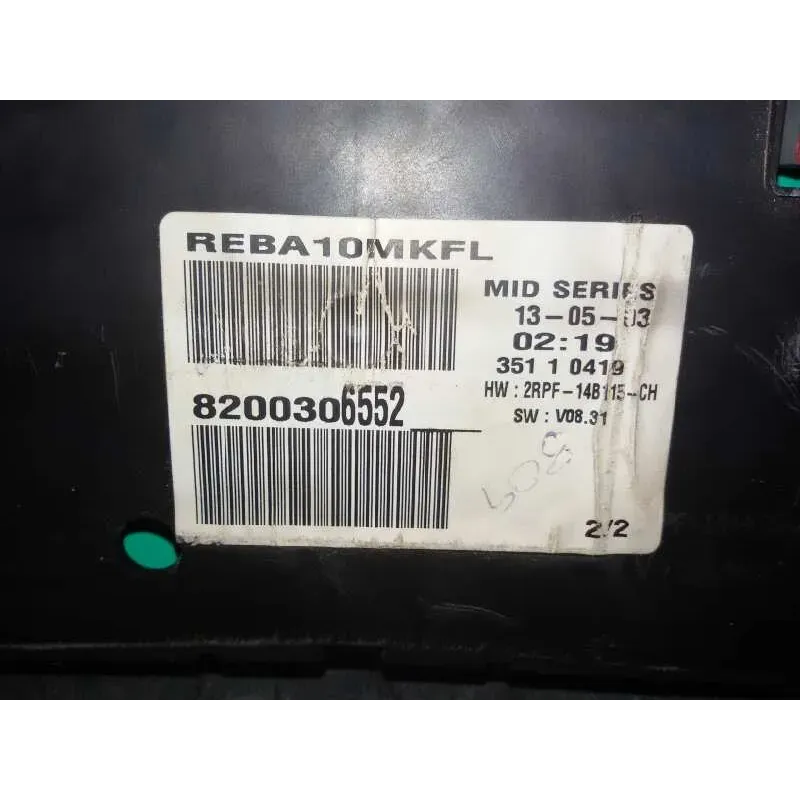 REBA10MKFL
MID SERIES
13-05-03
02:19
351 1 0419
HW : 2RPF-14B115-CH
SW : V08.31
8200306552
2/2